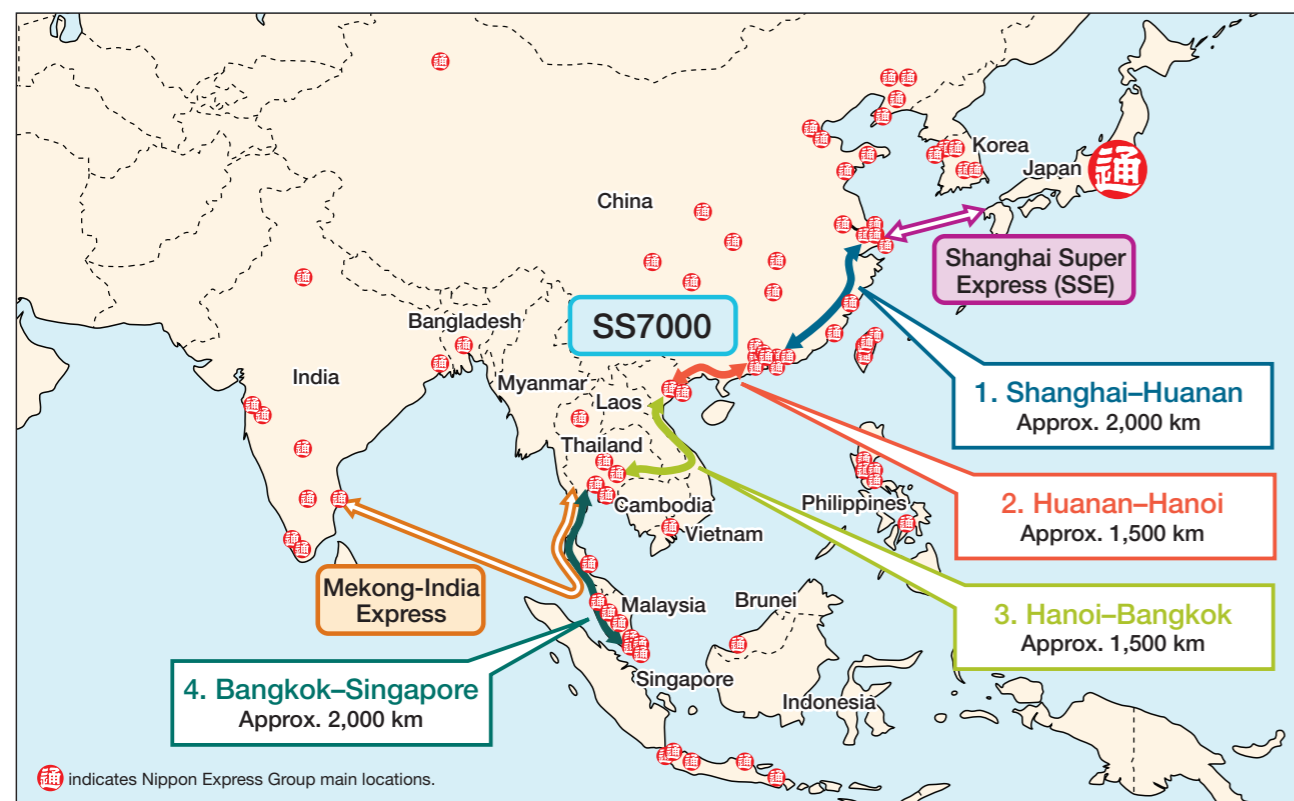 Korea
Japan
通
China
Shanghai Super
Express (SSE)
SS7000
Bangladesh
India
Myanmar
Laos
Thailand
Cambodia
Vietnam
Philippines
1. Shanghai–Huanan
Approx. 2,000 km
2. Huanan–Hanoi
Approx. 1,500 km
3. Hanoi–Bangkok
Approx. 1,500 km
Mekong-India
Express
Malaysia
Brunei
Singapore
Indonesia
4. Bangkok–Singapore
Approx. 2,000 km
通 indicates Nippon Express Group main locations.